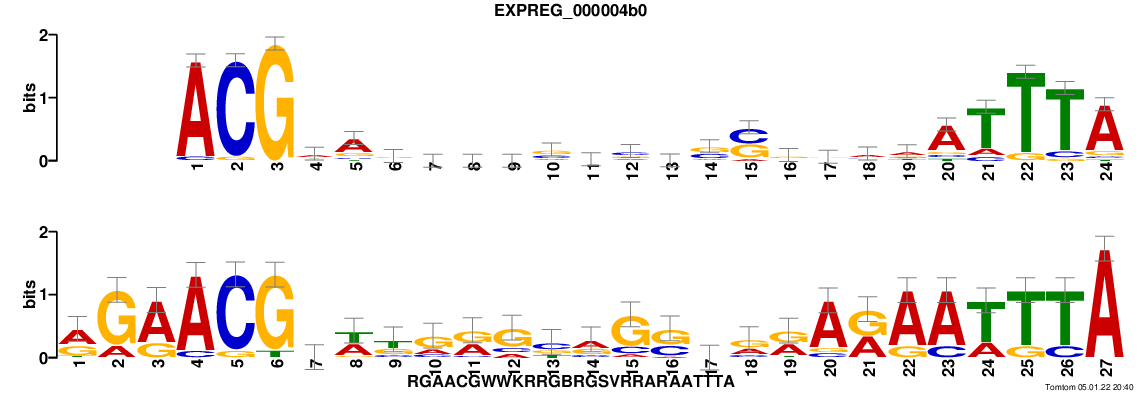 EXPREG_000004b0
2
1
0
bits
A C G A C G A T T T A
1 2 3 4 5 6 7 8 9 10 11 12 13 14 15 16 17 18 19 20 21 22 23 24
2
1
0
bits
A G A A C G T T G G G C A G G G G A G A A T T T A
1 2 3 4 5 6 7 8 9 10 11 12 13 14 15 16 17 18 19 20 21 22 23 24 25 26 27
RGAACGWWKRRGBRGSVRRARAATTTA
Tomtom 05.01.22 20:40